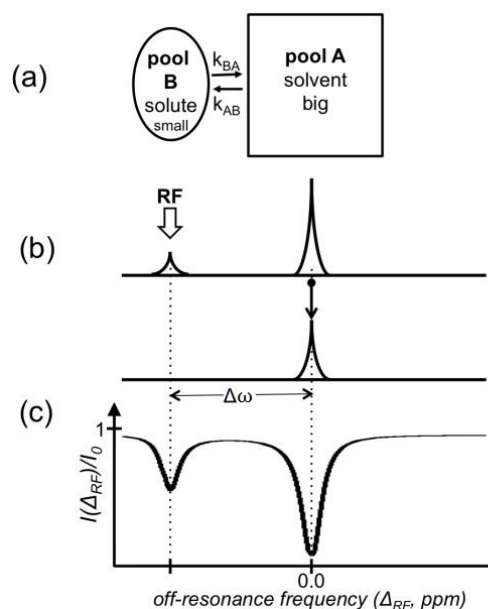 (a)
pool
B
solute
small
k_BA
k_AB
pool A
solvent
big
(b)
RF
Δω
(c)
1
I(Δ_RF)/I_0
0.0
off-resonance frequency (Δ_RF, ppm)